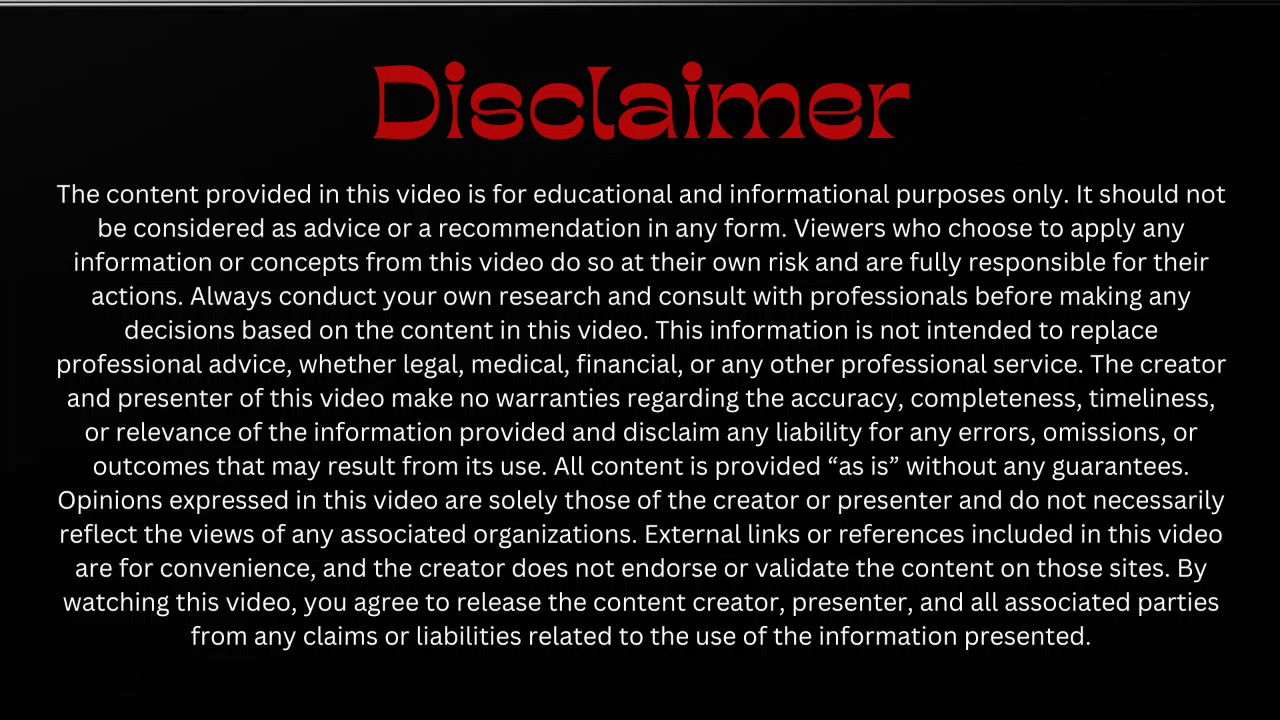 Disclaimer
The content provided in this video is for educational and informational purposes only. It should not
be considered as advice or a recommendation in any form. Viewers who choose to apply any
information or concepts from this video do so at their own risk and are fully responsible for their
actions. Always conduct your own research and consult with professionals before making any
decisions based on the content in this video. This information is not intended to replace
professional advice, whether legal, medical, financial, or any other professional service. The creator
and presenter of this video make no warranties regarding the accuracy, completeness, timeliness,
or relevance of the information provided and disclaim any liability for any errors, omissions, or
outcomes that may result from its use. All content is provided “as is” without any guarantees.
Opinions expressed in this video are solely those of the creator or presenter and do not necessarily
reflect the views of any associated organizations. External links or references included in this video
are for convenience, and the creator does not endorse or validate the content on those sites. By
watching this video, you agree to release the content creator, presenter, and all associated parties
from any claims or liabilities related to the use of the information presented.